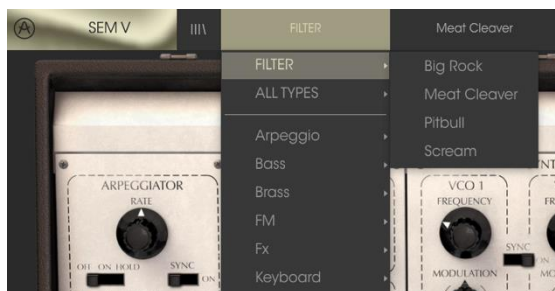 SEM V
FILTER
Meat Cleaver
FILTER
ALL TYPES
Arpeggio
Bass
Brass
FM
Fx
Keyboard
Big Rock
Meat Cleaver
Pitbull
Scream
ARPEGGIATOR
RATE
OFF ON HOLD
SYNC
ON
VCO 1
FREQUENCY
SYNC
ON
MODULATION